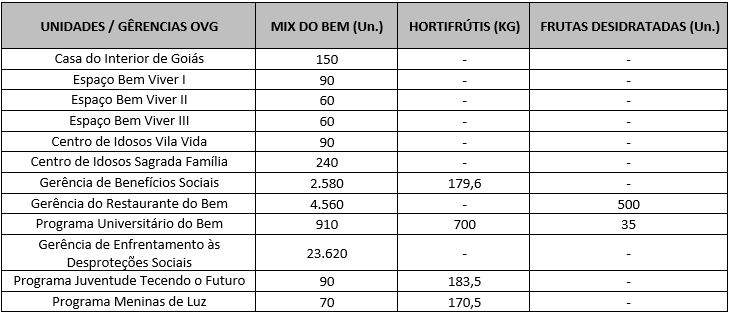 UNIDADES / GÊRENCIAS OVG MIX DO BEM (Un.) HORTIFRÚTIS (KG) FRUTAS DESIDRATADAS (Un.)
Casa do Interior de Goiás 150 - -
Espaço Bem Viver I 90 - -
Espaço Bem Viver II 60 - -
Espaço Bem Viver III 60 - -
Centro de Idosos Vila Vida 90 - -
Centro de Idosos Sagrada Família 240 - -
Gerência de Benefícios Sociais 2.580 179,6 -
Gerência do Restaurante do Bem 4.560 - 500
Programa Universitário do Bem 910 700 35
Gerência de Enfrentamento às
Desproteções Sociais 23.620 - -
Programa Juventude Tecendo o Futuro 90 183,5 -
Programa Meninas de Luz 70 170,5 -